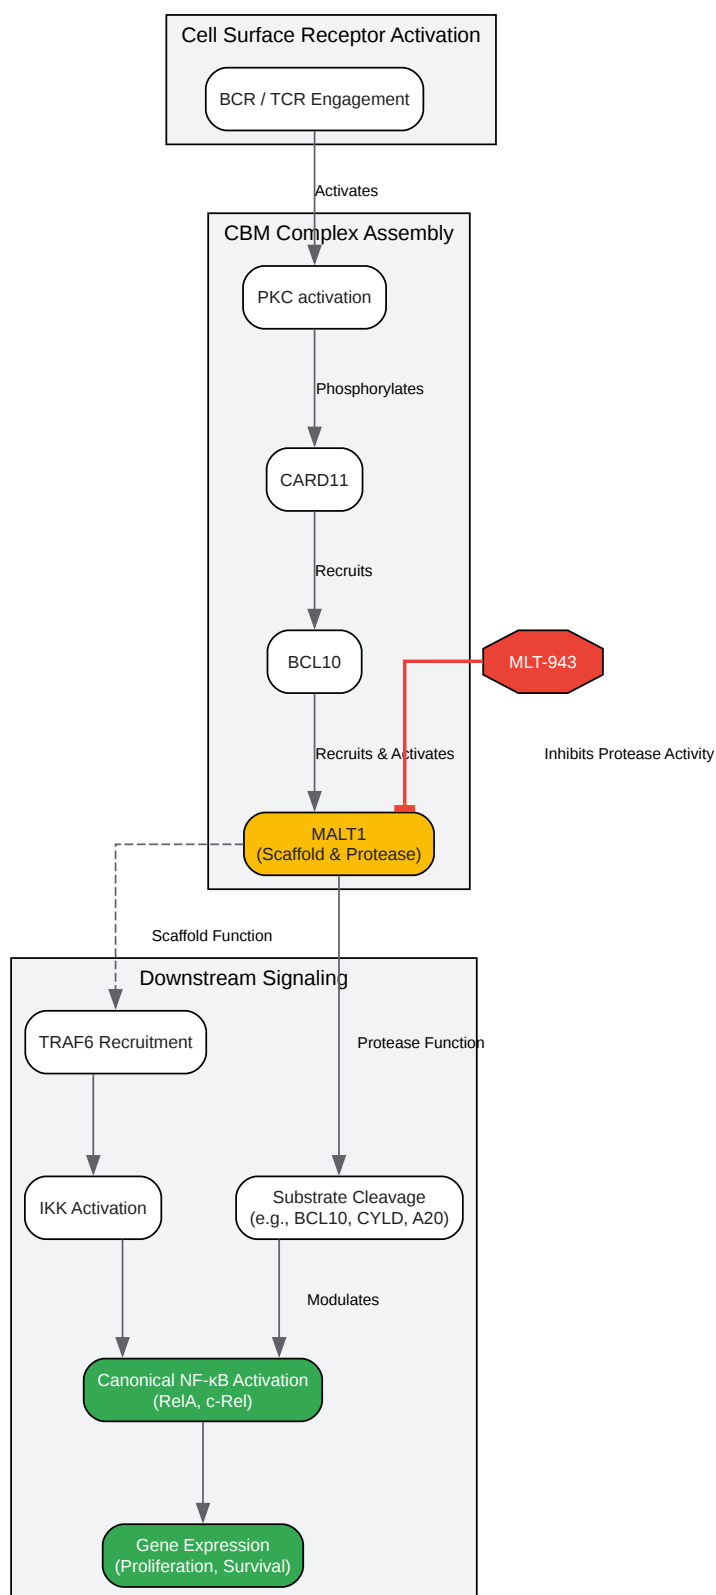 Cell Surface Receptor Activation
BCR / TCR Engagement
Activates
CBM Complex Assembly
PKC activation
Phosphorylates
CARD11
Recruits
BCL10
MLT-943
Recruits & Activates
Inhibits Protease Activity
MALT1
(Scaffold & Protease)
Scaffold Function
Downstream Signaling
TRAF6 Recruitment
Protease Function
IKK Activation
Substrate Cleavage
(e.g., BCL10, CYLD, A20)
Modulates
Canonical NF-κB Activation
(RelA, c-Rel)
Gene Expression
(Proliferation, Survival)